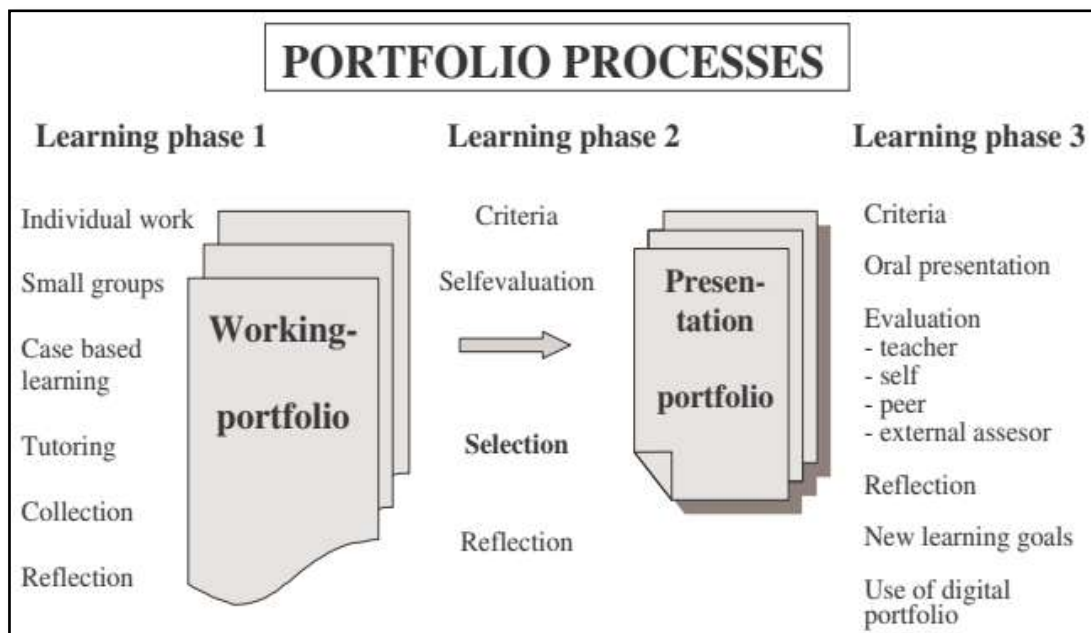 PORTFOLIO PROCESSES
Learning phase 1
Individual work
Small groups
Case based
learning
Tutoring
Collection
Reflection
Working-
portfolio
Learning phase 2
Criteria
Selfevaluation
Selection
Reflection
Presen-
tation
portfolio
Learning phase 3
Criteria
Oral presentation
Evaluation
- teacher
- self
- peer
- external assesor
Reflection
New learning goals
Use of digital
portfolio